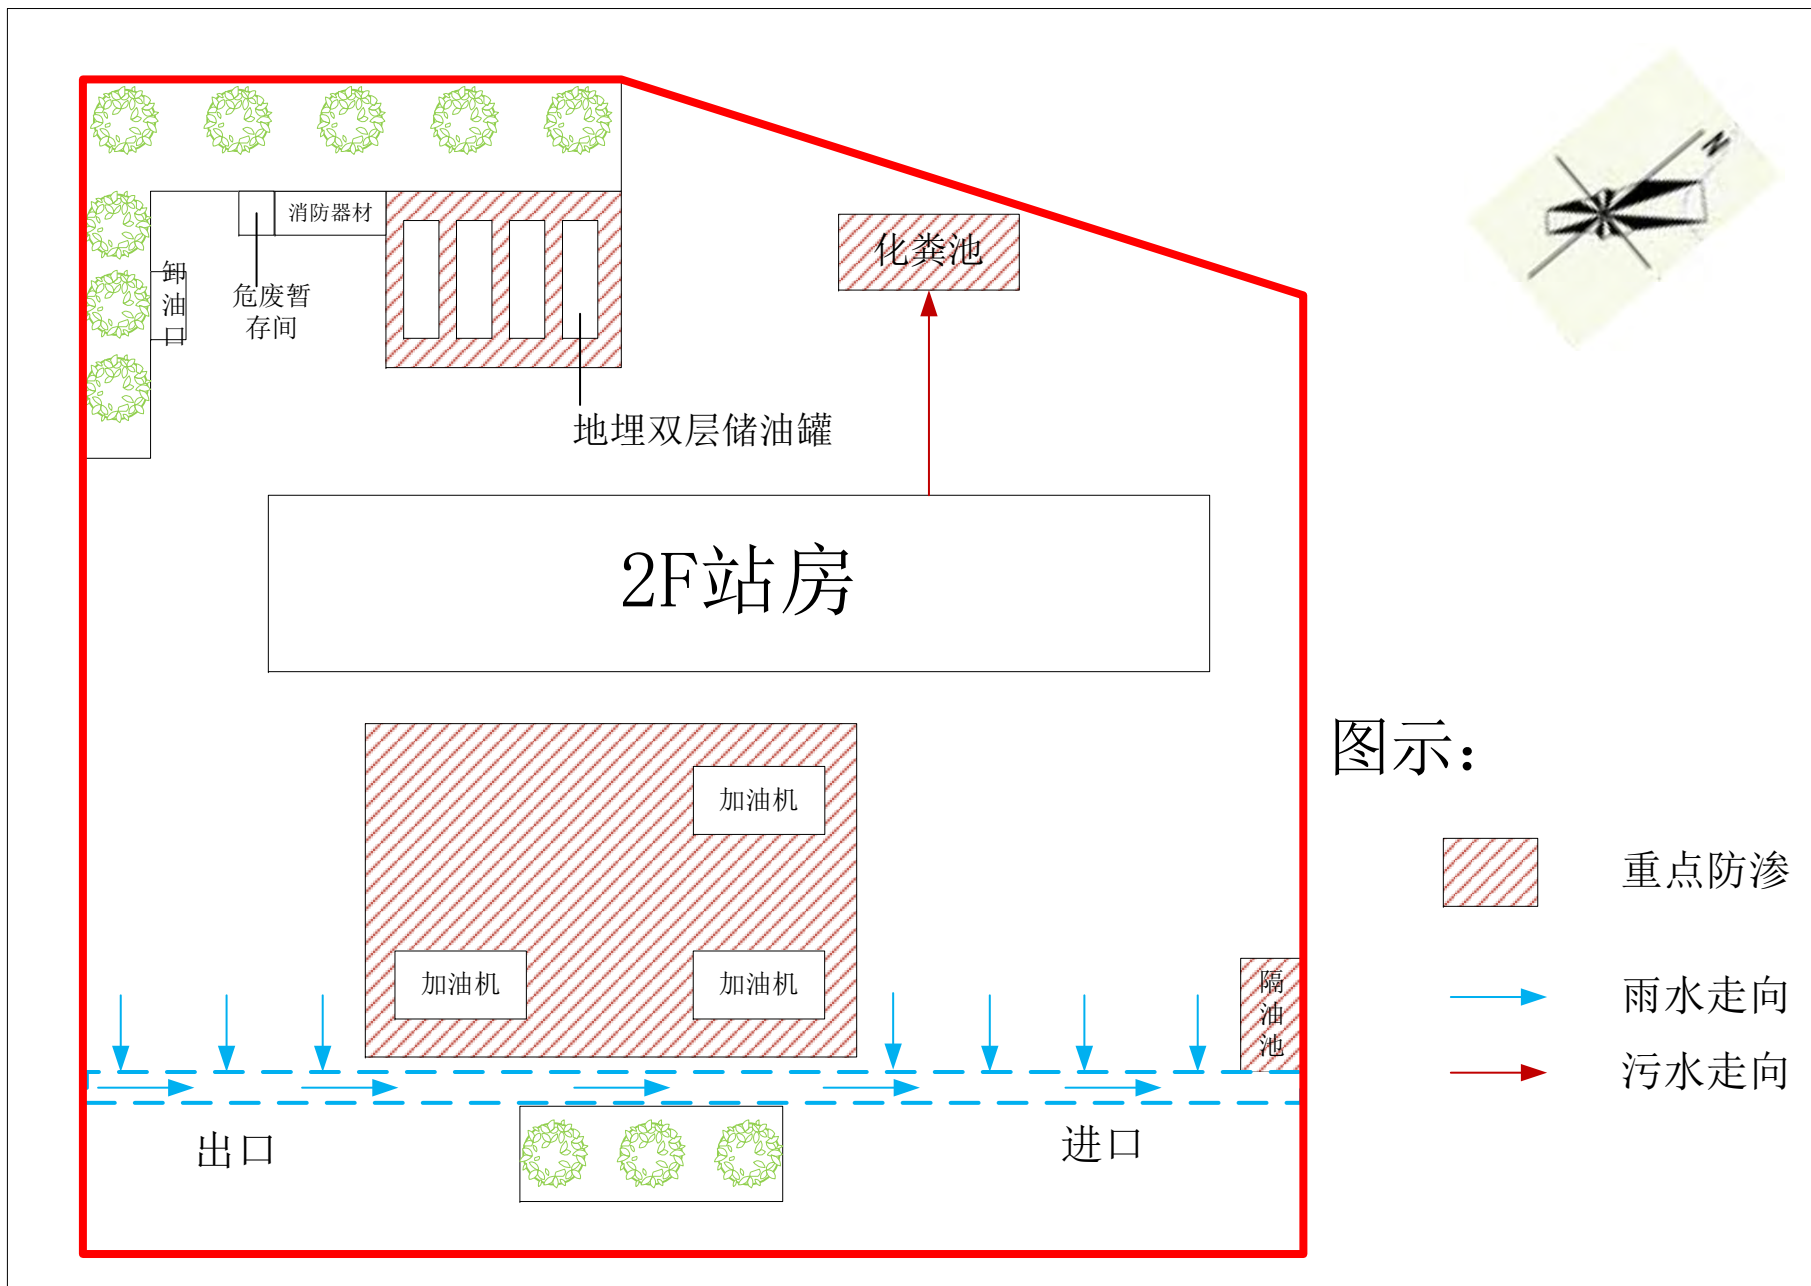 N
消防器材
化粪池
卸
油
口
危废暂
存间
地埋双层储油罐
2F站房
图示：
加油机
重点防渗
加油机
加油机
隔
油
池
雨水走向
污水走向
出口
进口